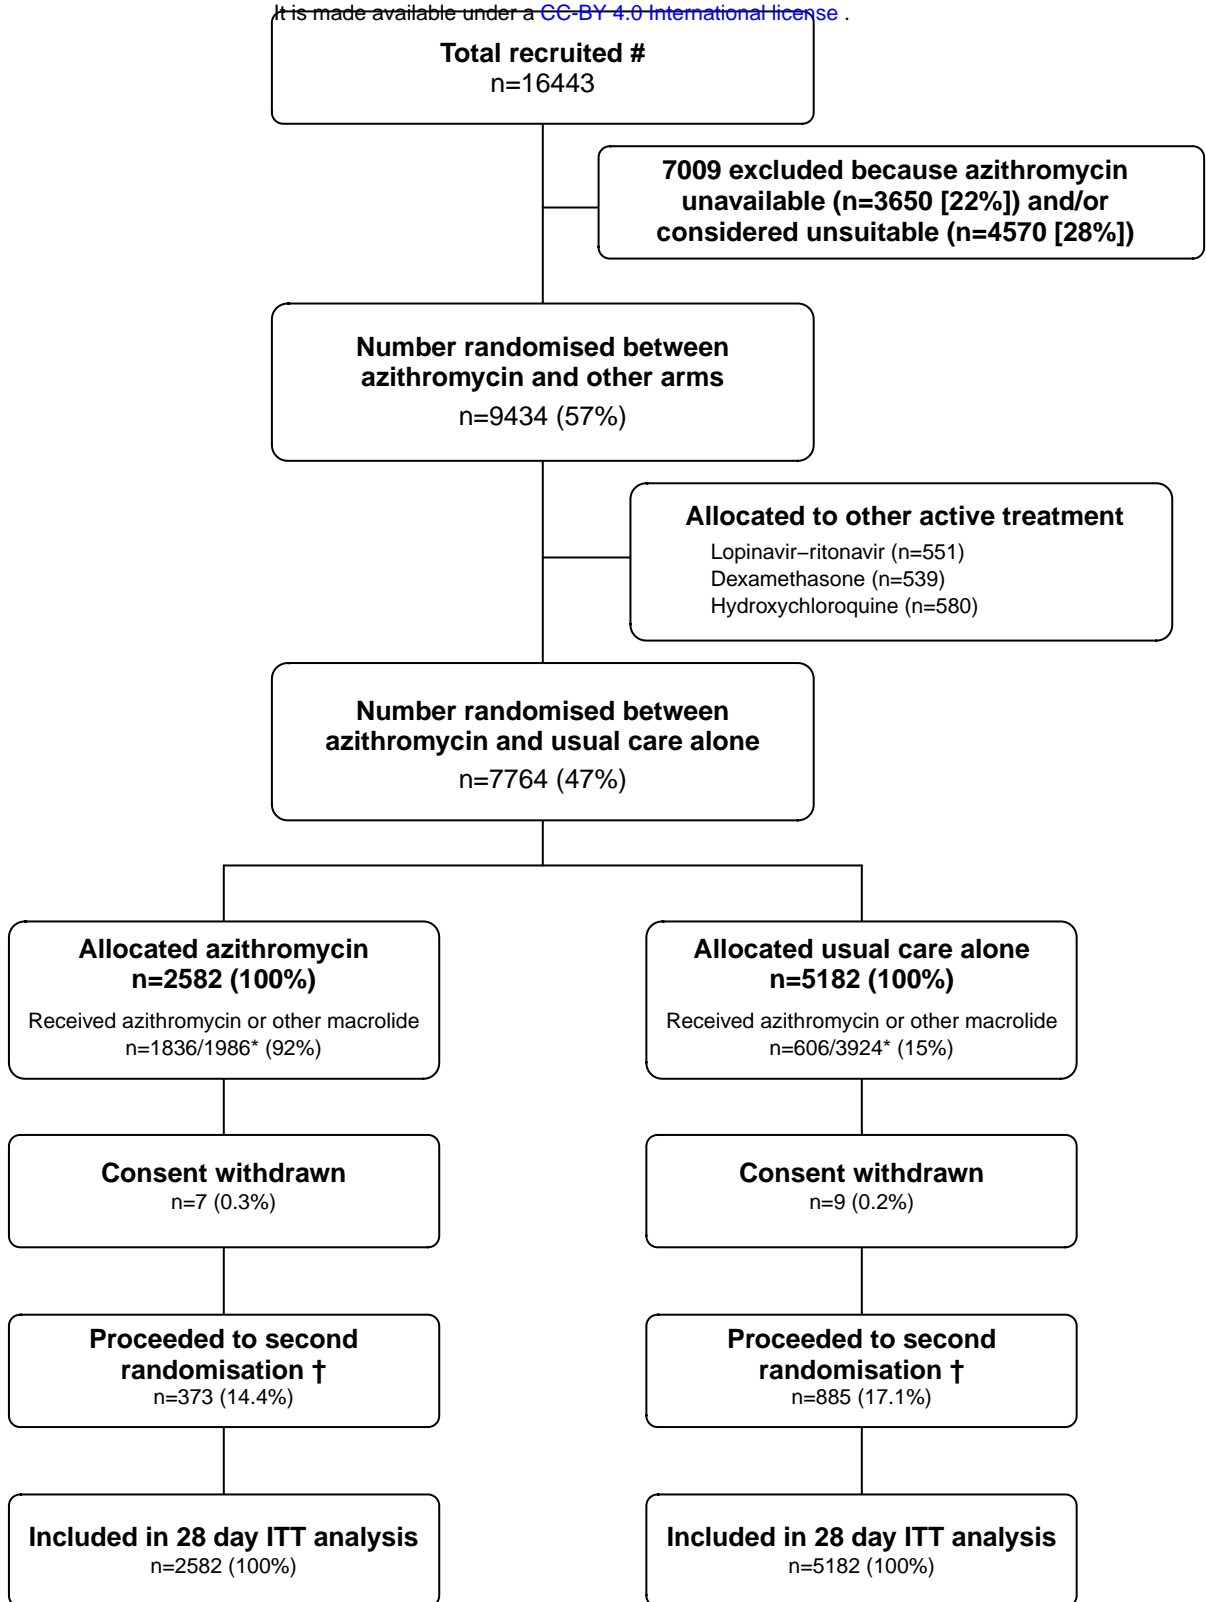 It is made available under a CC-BY 4.0 International license .
Total recruited #
n=16443
7009 excluded because azithromycin
unavailable (n=3650 [22%]) and/or
considered unsuitable (n=4570 [28%])
Number randomised between
azithromycin and other arms
n=9434 (57%)
Allocated to other active treatment
Lopinavir−ritonavir (n=551)
Dexamethasone (n=539)
Hydroxychloroquine (n=580)
Number randomised between
azithromycin and usual care alone
n=7764 (47%)
Allocated azithromycin
n=2582 (100%)
Received azithromycin or other macrolide
n=1836/1986* (92%)
Allocated usual care alone
n=5182 (100%)
Received azithromycin or other macrolide
n=606/3924* (15%)
Consent withdrawn
n=7 (0.3%)
Consent withdrawn
n=9 (0.2%)
Proceeded to second
randomisation †
n=373 (14.4%)
Proceeded to second
randomisation †
n=885 (17.1%)
Included in 28 day ITT analysis
n=2582 (100%)
Included in 28 day ITT analysis
n=5182 (100%)